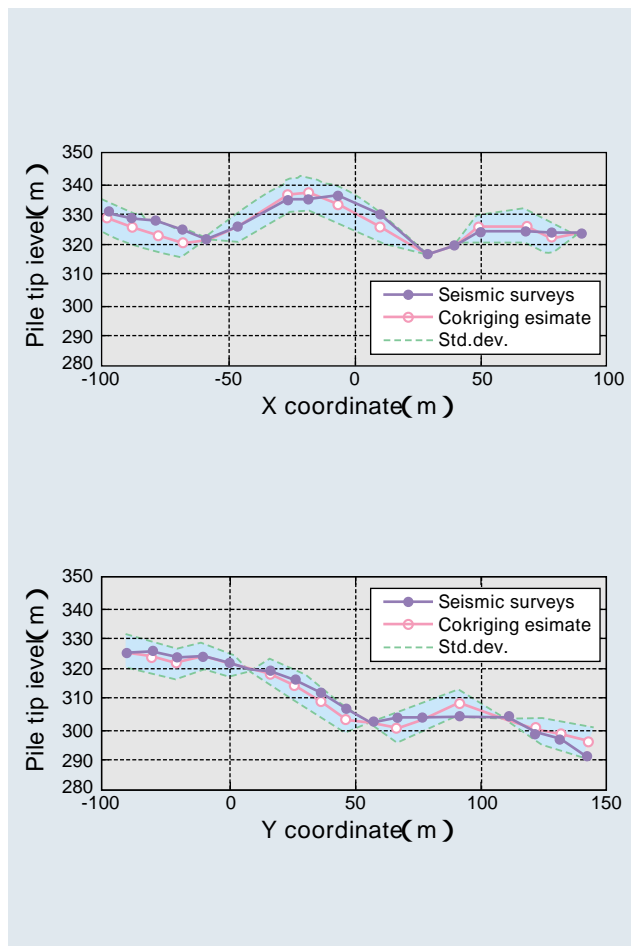 350
340
330
320
310
300
290
280
Pile tip ievel(m)
Seismic surveys
Cokriging esimate
Std.dev.
-100 -50 0 50 100
X coordinate(m)
350
340
330
320
310
300
290
280
Pile tip ievel(m)
Seismic surveys
Cokriging esimate
Std.dev.
-100 0 50 100 150
Y coordinate(m)